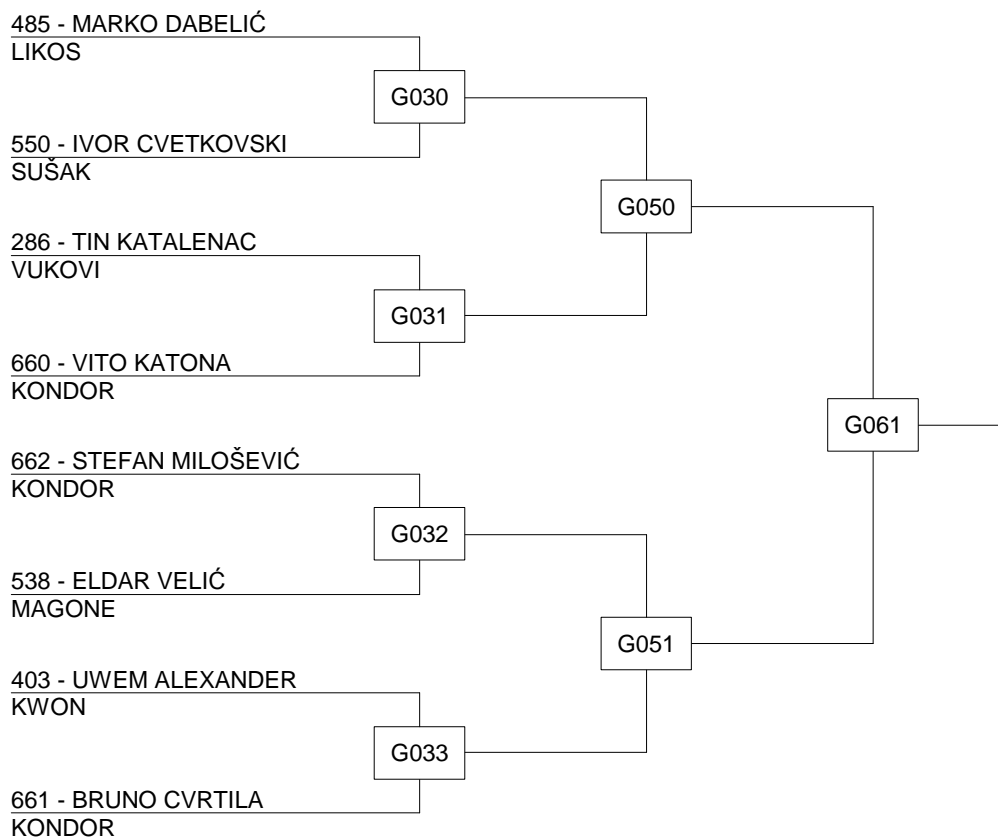 485 - MARKO DABELIĆ
LIKOS
G030
550 - IVOR CVETKOVSKI
SUŠAK
G050
286 - TIN KATALENAC
VUKOVI
G031
660 - VITO KATONA
KONDOR
G061
662 - STEFAN MILOŠEVIĆ
KONDOR
G032
538 - ELDAR VELIĆ
MAGONE
G051
403 - UWEM ALEXANDER
KWON
G033
661 - BRUNO CVRTILA
KONDOR